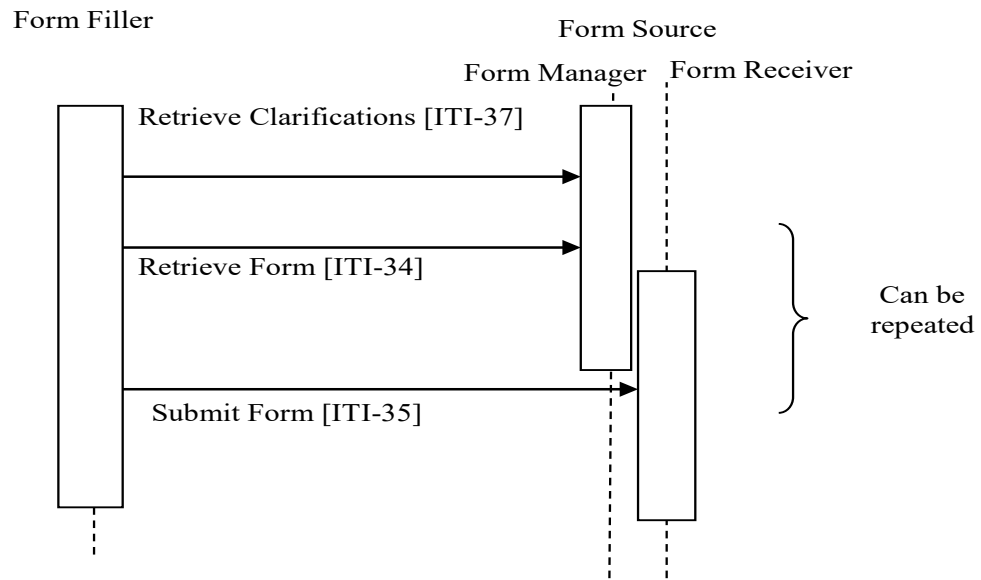 Form Filler
Form Source
Form Manager
Form Receiver
Retrieve Clarifications [ITI-37]
Retrieve Form [ITI-34]
Can be
repeated
Submit Form [ITI-35]